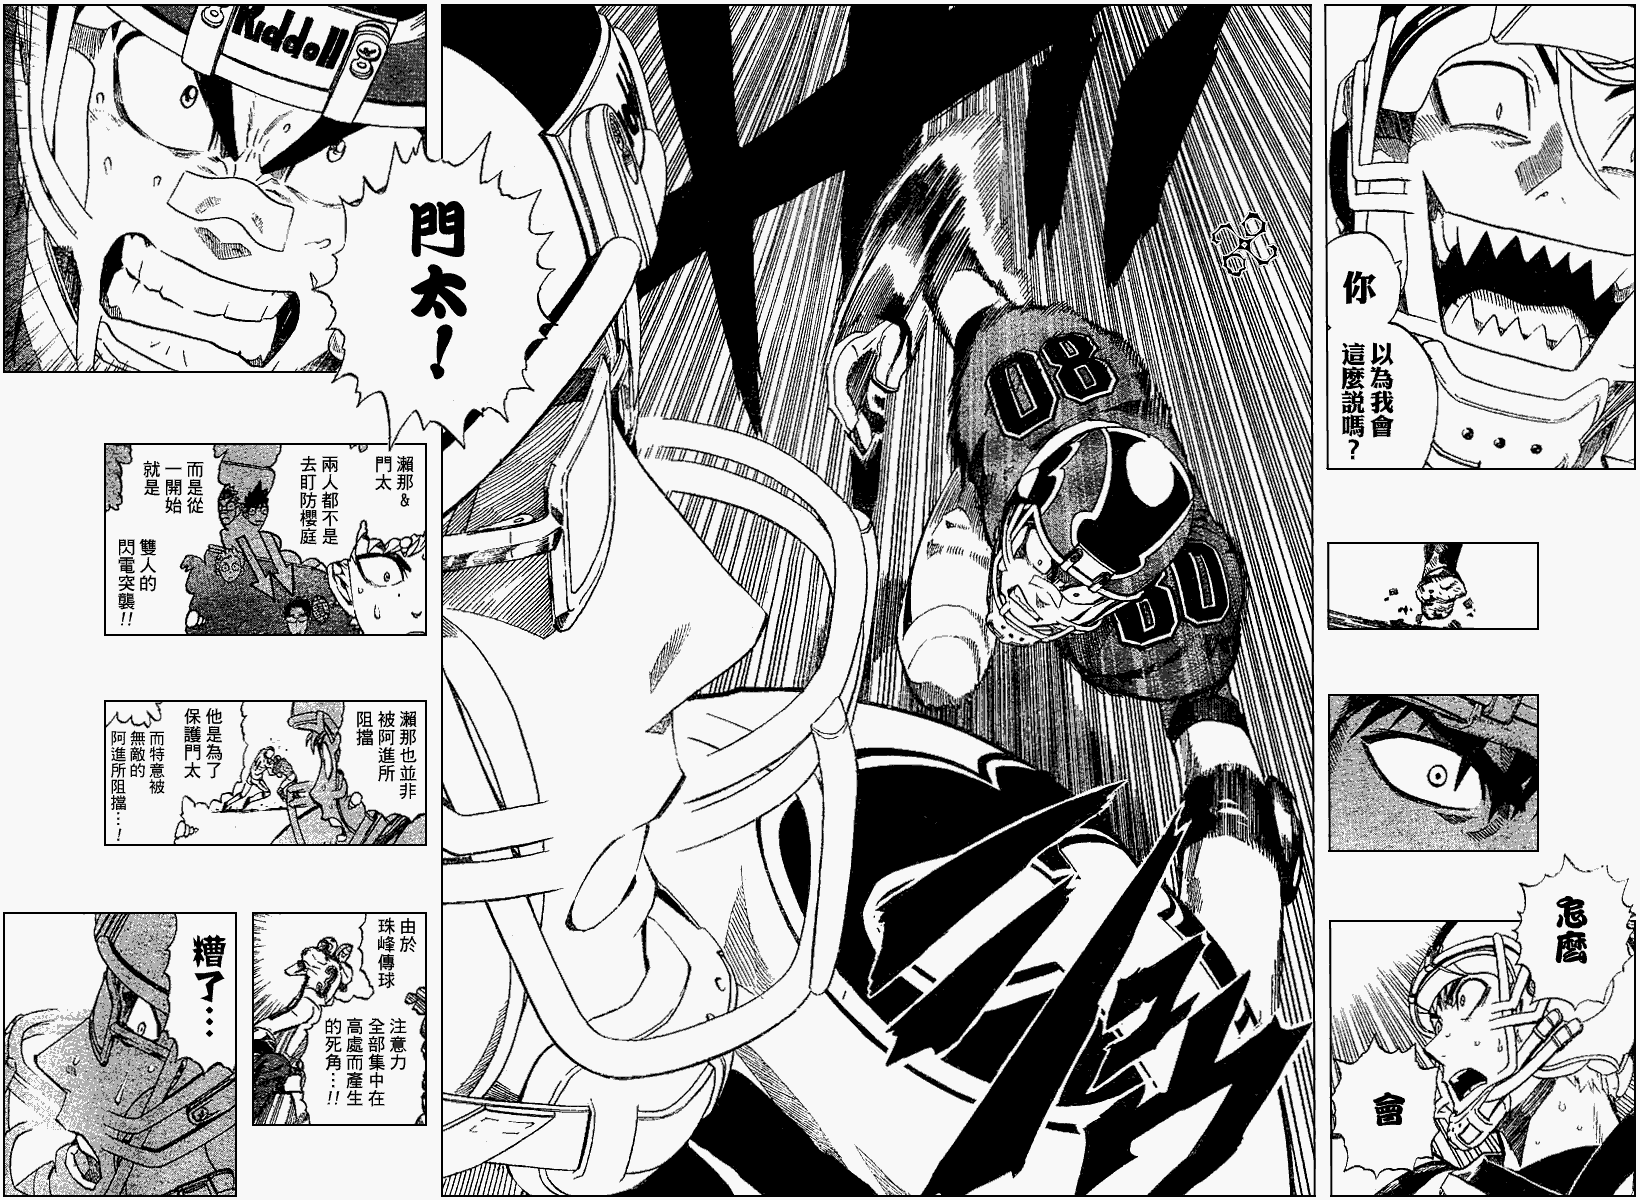 你
以為我會
這麼説嗎？
怎麼
會
門太！
Riddell
80
80
瀨那&
門太
兩人都不是
去盯防櫻庭
而是從
一開始
就是
雙人的
閃電突襲!!
瀨那也並非
被阿進所
阻擋
他是為了
保護門太
而特意被
無敵的
阿進所阻擋…!
由於
珠峰傳球
注意力
全部集中在
高處而產生
的死角…!!
糟了…